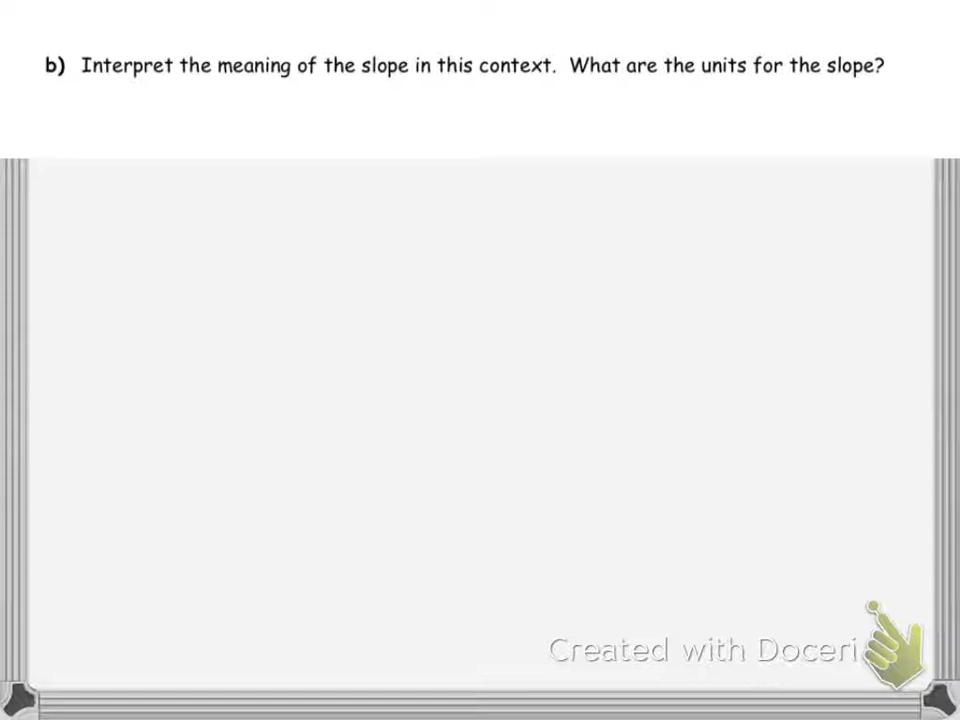 b) Interpret the meaning of the slope in this context. What are the units for the slope?
Created with Doceri